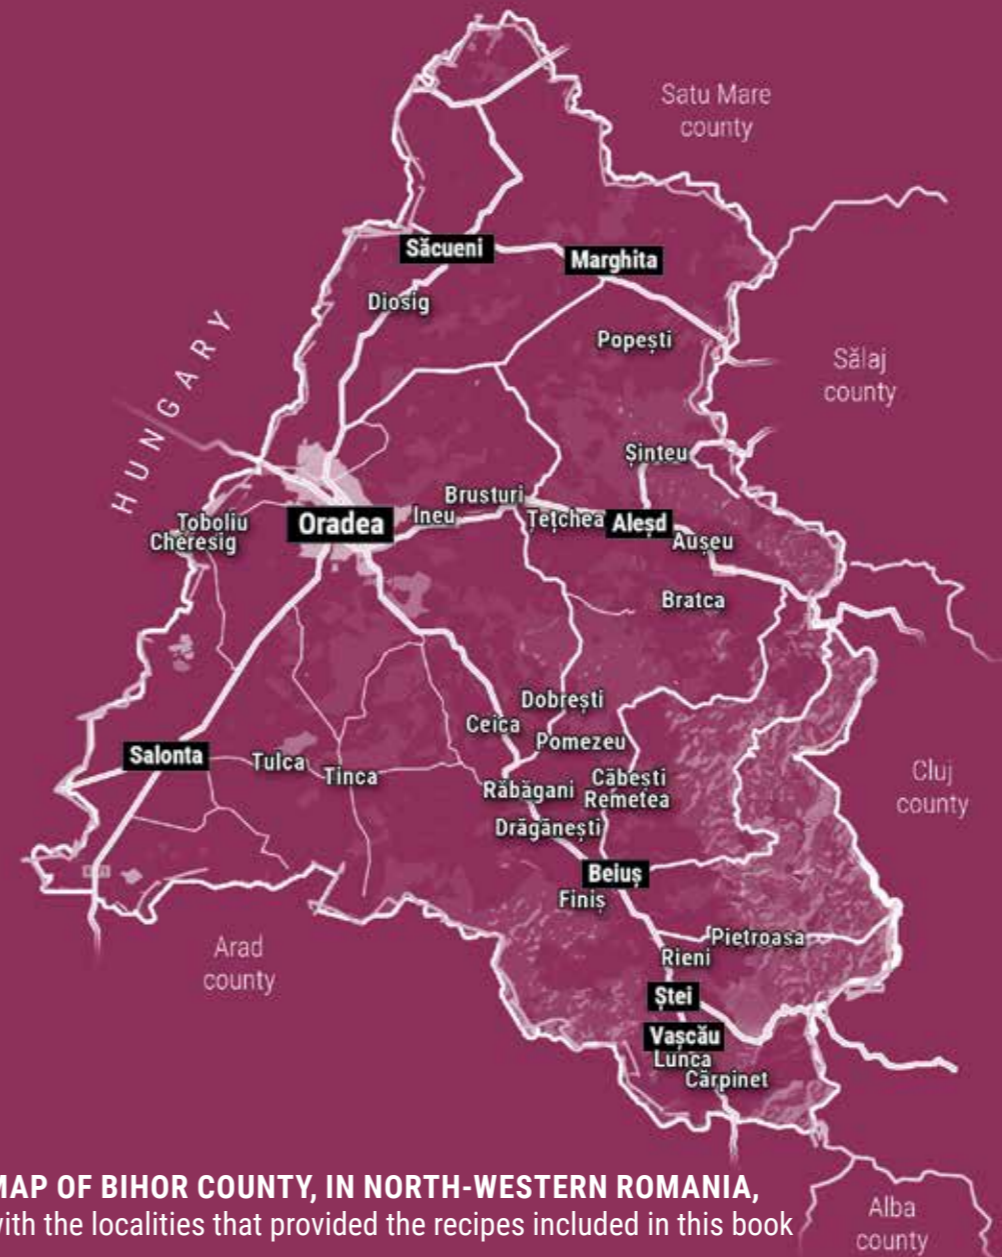 Satu Mare
county
Săcueni
Marghita
Diosig
Popești
HUNGARY
Sălaj
county
Șinteu
Brusturi
Toboliu
Oradea
Ineu
Țețchea
Aleșd
Cheresig
Aușeu
Bratca
Dobrești
Ceica
Pomezeu
Salonta
Tulca
Tinca
Căbești
Cluj
county
Răbăgani
Remetea
Drăgănești
Beiuș
Finiș
Pietroasa
Arad
county
Rieni
Ștei
Vașcău
Lunca
Cărpinet
MAP OF BIHOR COUNTY, IN NORTH-WESTERN ROMANIA,
with the localities that provided the recipes included in this book
Alba
county